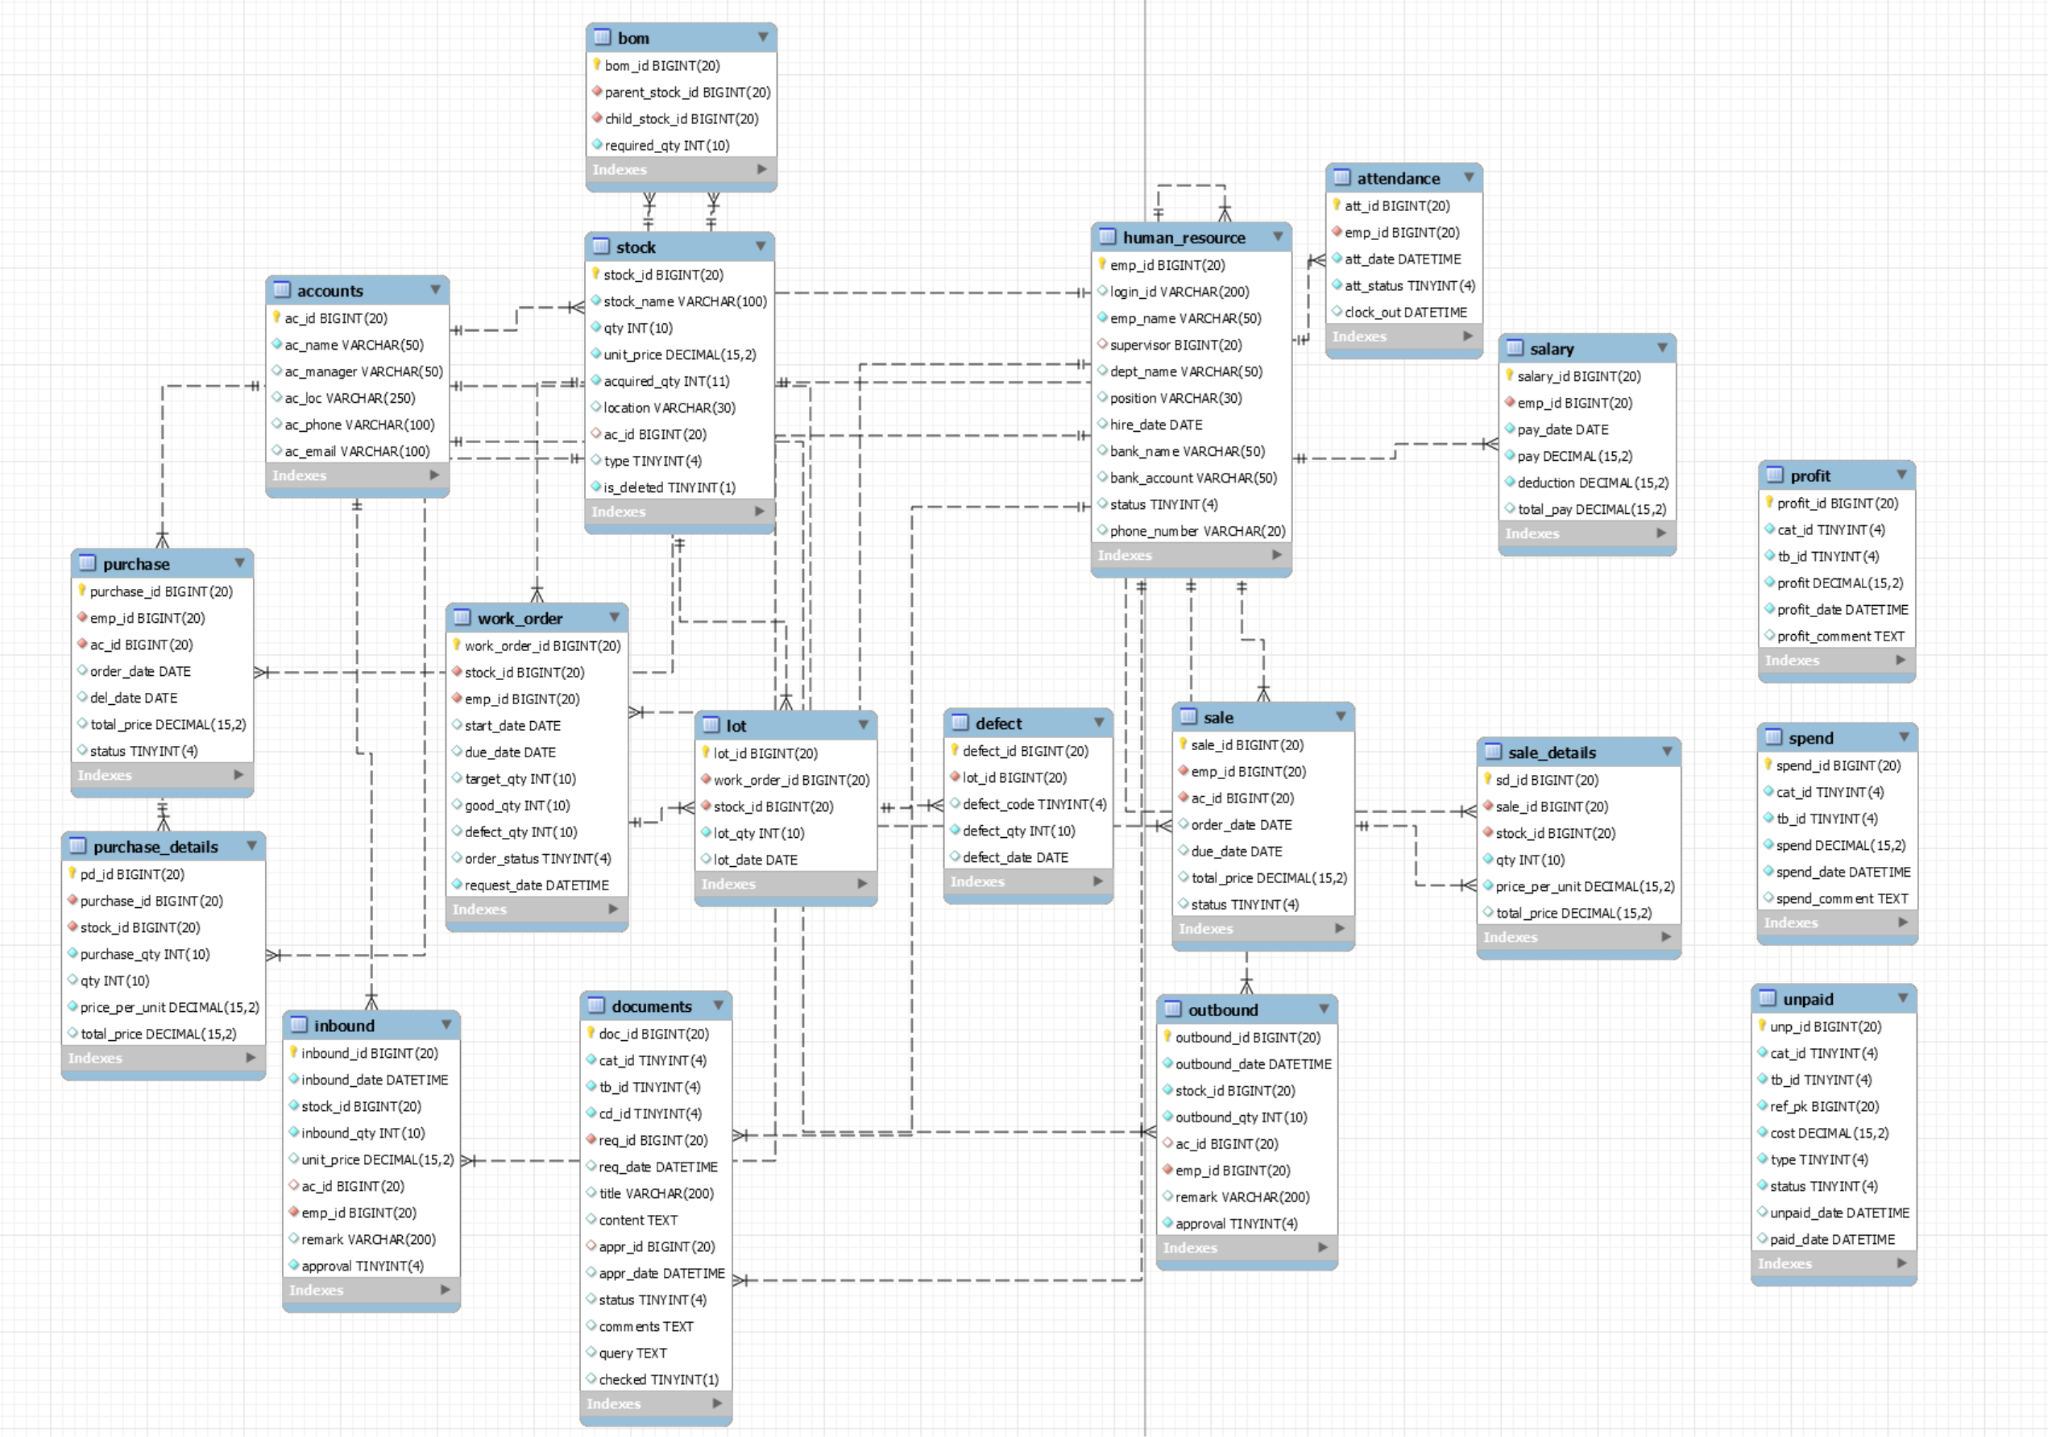 bom
bom_id BIGINT(20)
parent_stock_id BIGINT(20)
child_stock_id BIGINT(20)
required_qty INT(10)
Indexes
stock
stock_id BIGINT(20)
stock_name VARCHAR(100)
qty INT(10)
unit_price DECIMAL(15,2)
acquired_qty INT(11)
location VARCHAR(30)
ac_id BIGINT(20)
type TINYINT(4)
is_deleted TINYINT(1)
Indexes
accounts
ac_id BIGINT(20)
ac_name VARCHAR(50)
ac_manager VARCHAR(50)
ac_loc VARCHAR(250)
ac_phone VARCHAR(100)
ac_email VARCHAR(100)
Indexes
human_resource
emp_id BIGINT(20)
login_id VARCHAR(200)
emp_name VARCHAR(50)
supervisor BIGINT(20)
dept_name VARCHAR(50)
position VARCHAR(30)
hire_date DATE
bank_name VARCHAR(50)
bank_account VARCHAR(50)
status TINYINT(4)
phone_number VARCHAR(20)
Indexes
attendance
att_id BIGINT(20)
emp_id BIGINT(20)
att_date DATETIME
att_status TINYINT(4)
clock_out DATETIME
Indexes
salary
salary_id BIGINT(20)
emp_id BIGINT(20)
pay_date DATE
pay DECIMAL(15,2)
deduction DECIMAL(15,2)
total_pay DECIMAL(15,2)
Indexes
profit
profit_id BIGINT(20)
cat_id TINYINT(4)
tb_id TINYINT(4)
profit DECIMAL(15,2)
profit_date DATETIME
profit_comment TEXT
Indexes
purchase
purchase_id BIGINT(20)
emp_id BIGINT(20)
ac_id BIGINT(20)
order_date DATE
del_date DATE
total_price DECIMAL(15,2)
status TINYINT(4)
Indexes
work_order
work_order_id BIGINT(20)
stock_id BIGINT(20)
emp_id BIGINT(20)
start_date DATE
due_date DATE
target_qty INT(10)
good_qty INT(10)
defect_qty INT(10)
order_status TINYINT(4)
request_date DATETIME
Indexes
lot
lot_id BIGINT(20)
work_order_id BIGINT(20)
stock_id BIGINT(20)
lot_qty INT(10)
lot_date DATE
Indexes
defect
defect_id BIGINT(20)
lot_id BIGINT(20)
defect_code TINYINT(4)
defect_qty INT(10)
defect_date DATE
Indexes
sale
sale_id BIGINT(20)
emp_id BIGINT(20)
ac_id BIGINT(20)
order_date DATE
due_date DATE
total_price DECIMAL(15,2)
status TINYINT(4)
Indexes
sale_details
sd_id BIGINT(20)
sale_id BIGINT(20)
stock_id BIGINT(20)
qty INT(10)
price_per_unit DECIMAL(15,2)
total_price DECIMAL(15,2)
Indexes
spend
spend_id BIGINT(20)
cat_id TINYINT(4)
tb_id TINYINT(4)
spend DECIMAL(15,2)
spend_date DATETIME
spend_comment TEXT
Indexes
purchase_details
pd_id BIGINT(20)
purchase_id BIGINT(20)
stock_id BIGINT(20)
purchase_qty INT(10)
qty INT(10)
price_per_unit DECIMAL(15,2)
total_price DECIMAL(15,2)
Indexes
inbound
inbound_id BIGINT(20)
inbound_date DATETIME
stock_id BIGINT(20)
inbound_qty INT(10)
unit_price DECIMAL(15,2)
ac_id BIGINT(20)
emp_id BIGINT(20)
remark VARCHAR(200)
approval TINYINT(4)
Indexes
documents
doc_id BIGINT(20)
cat_id TINYINT(4)
tb_id TINYINT(4)
cd_id TINYINT(4)
req_id BIGINT(20)
req_date DATETIME
title VARCHAR(200)
content TEXT
appr_id BIGINT(20)
appr_date DATETIME
status TINYINT(4)
comments TEXT
query TEXT
checked TINYINT(1)
Indexes
outbound
outbound_id BIGINT(20)
outbound_date DATETIME
stock_id BIGINT(20)
outbound_qty INT(10)
ac_id BIGINT(20)
emp_id BIGINT(20)
remark VARCHAR(200)
approval TINYINT(4)
Indexes
unpaid
unp_id BIGINT(20)
cat_id TINYINT(4)
tb_id TINYINT(4)
ref_pk BIGINT(20)
cost DECIMAL(15,2)
type TINYINT(4)
status TINYINT(4)
unpaid_date DATETIME
paid_date DATETIME
Indexes